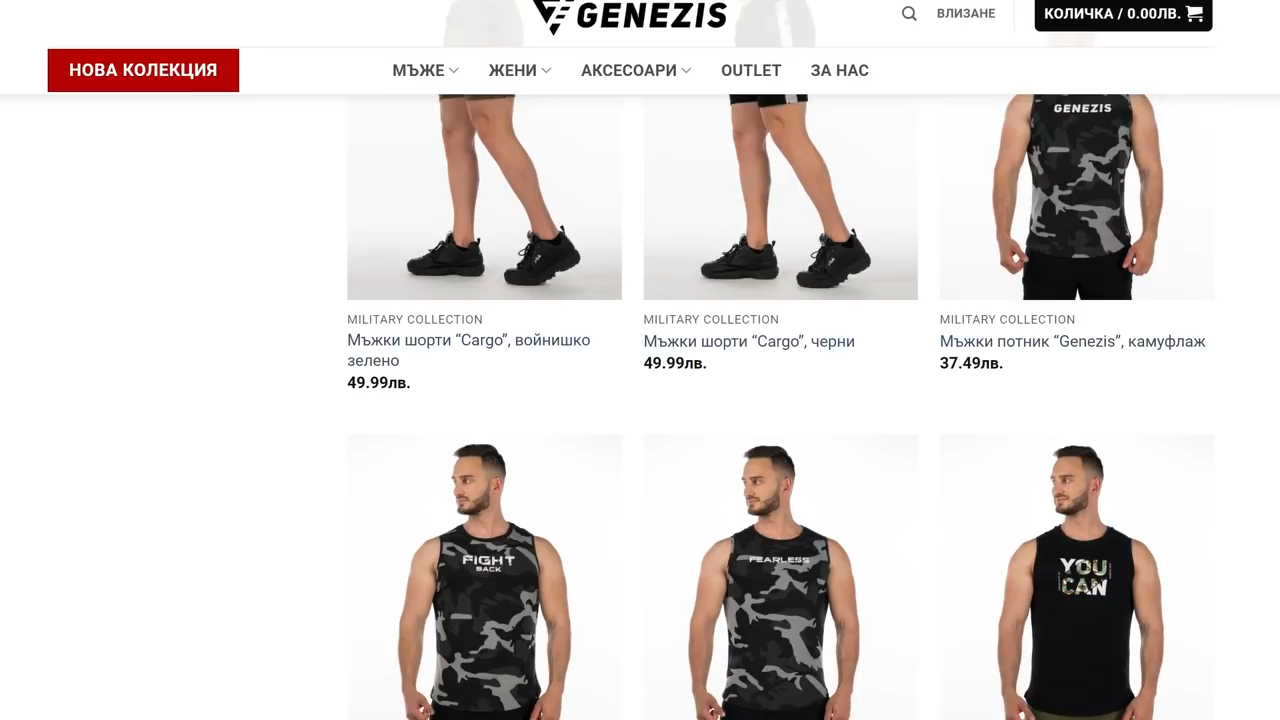 GENEZIS
ВЛИЗАНЕ
КОЛИЧКА / 0.00ЛВ.
НОВА КОЛЕКЦИЯ
МЪЖЕ
ЖЕНИ
АКСЕСОАРИ
OUTLET
ЗА НАС
GENEZIS
MILITARY COLLECTION
Мъжки шорти “Cargo”, войнишко
зелено
49.99лв.
MILITARY COLLECTION
Мъжки шорти “Cargo”, черни
49.99лв.
MILITARY COLLECTION
Мъжки потник “Genezis”, камуфлаж
37.49лв.
FIGHT
BACK
FEARLESS
YOU
CAN